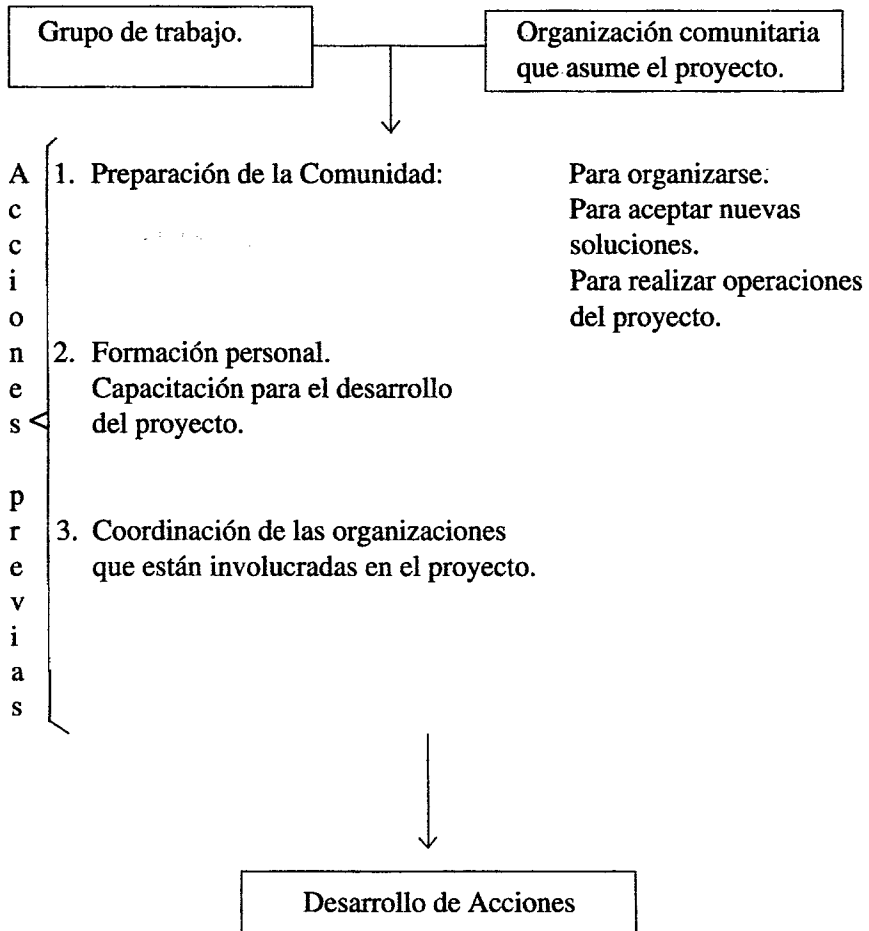 Grupo de trabajo.
Organización comunitaria
que asume el proyecto.
Acciones previas
1. Preparación de la Comunidad:
Para organizarse.
Para aceptar nuevas
soluciones.
Para realizar operaciones
del proyecto.
2. Formación personal.
Capacitación para el desarrollo
del proyecto.
3. Coordinación de las organizaciones
que están involucradas en el proyecto.
Desarrollo de Acciones